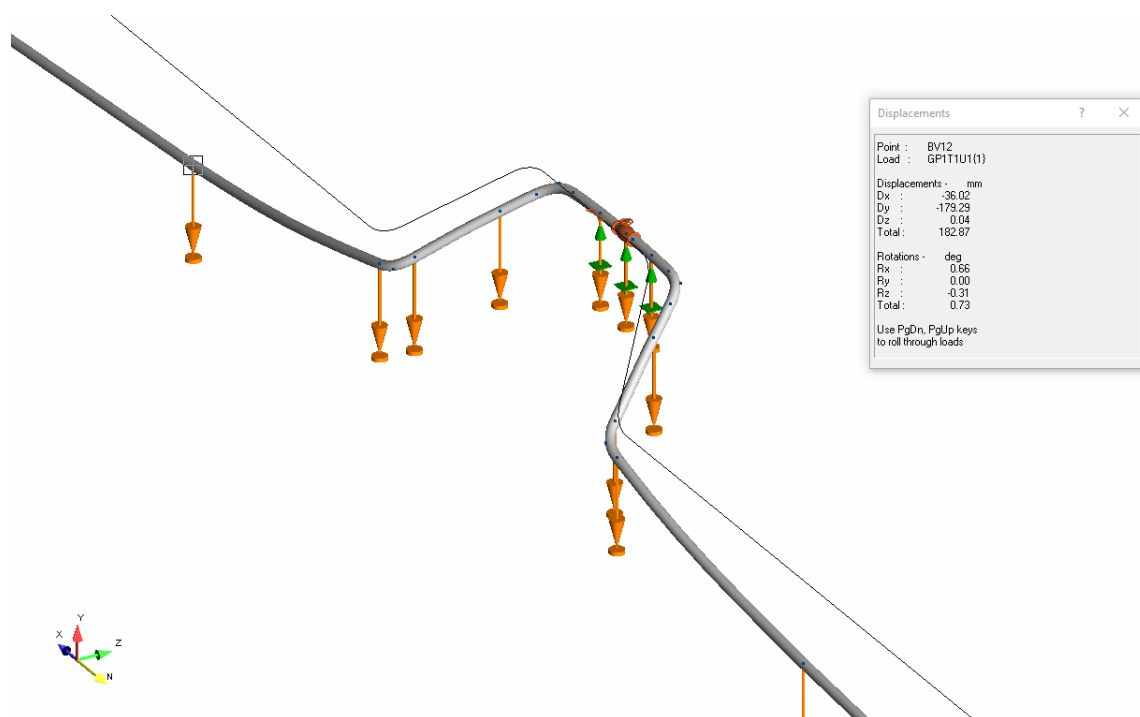 Displacements ? ×
Point : BV12
Load : GP1T1U1{1}
Displacements - mm
Dx : -36.02
Dy : -179.29
Dz : 0.04
Total : 182.87
Rotations - deg
Rx : 0.66
Ry : 0.00
Rz : -0.31
Total : 0.73
Use PgDn, PgUp keys
to roll through loads
Y
X
Z
N